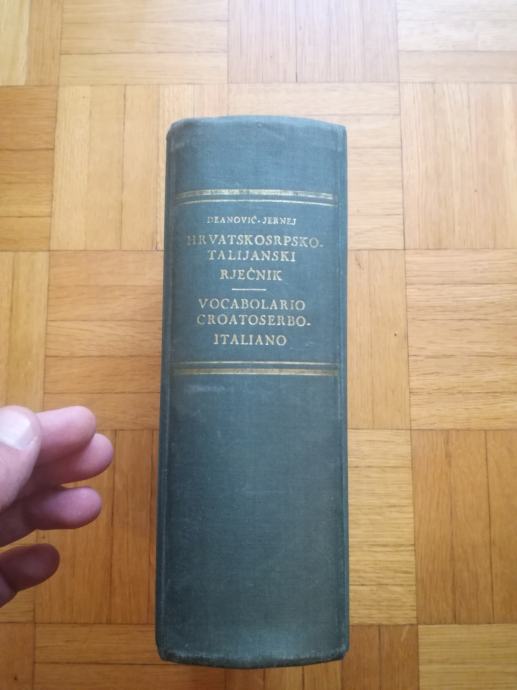 DEANOVIĆ-JERNEJ
HRVATSKOSRPSKO-
TALIJANSKI
RJEČNIK
VOCABOLARIO
CROATOSERBO-
ITALIANO